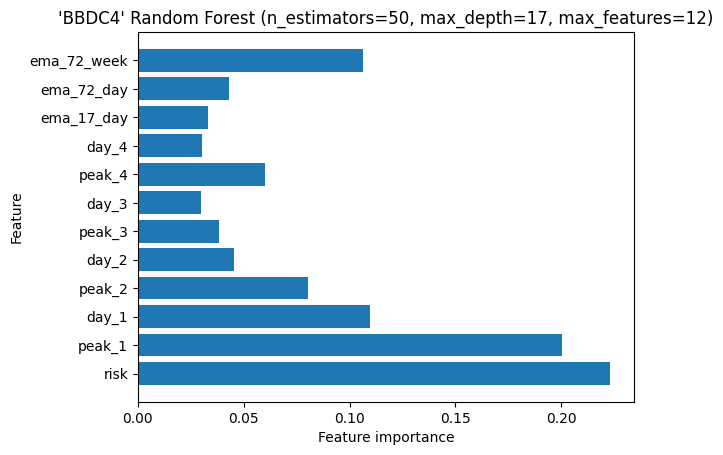 'BBDC4' Random Forest (n_estimators=50, max_depth=17, max_features=12)
ema_72_week
ema_72_day
ema_17_day
day_4
peak_4
day_3
peak_3
day_2
peak_2
day_1
peak_1
risk
Feature
0.00 0.05 0.10 0.15 0.20
Feature importance